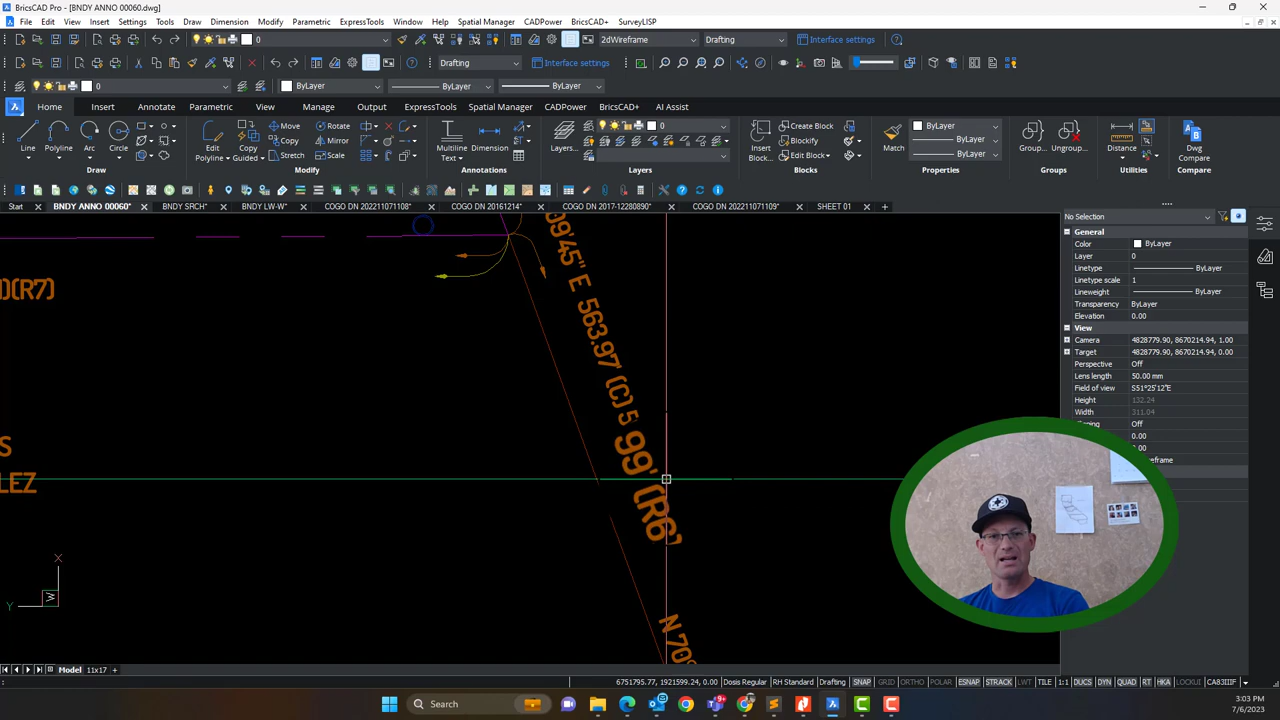 BricsCAD Pro - [BNDY ANNO 00060.dwg]
File Edit View Insert Settings Tools Draw Dimension Modify Parametric ExpressTools Window Help Spatial Manager CADPower BricsCAD+ SurveyLISP
0 2dWireframe Drafting Interface settings
Drafting Interface settings
0 ByLayer ByLayer ByLayer
Home Insert Annotate Parametric View Manage Output ExpressTools Spatial Manager CADPower BricsCAD+ AI Assist
Line Polyline Arc Circle Edit Polyline Copy Guided Move Rotate Mirror Stretch Scale Multiline Text Dimension Layers... 0 Insert Block... Create Block Blockify Edit Block Match ByLayer ByLayer ByLayer Group... Ungroup... Distance Dwg Compare
Draw Modify Annotations Layers Blocks Properties Groups Utilities Compare
Start BNDY ANNO 00060* BNDY SRCH* BNDY LW-W* COGO DN 202211071108* COGO DN 20161214* COGO DN 2017-12280890* COGO DN 202211071109* SHEET 01
No Selection
General
Color ByLayer
Layer 0
Linetype ByLayer
Linetype scale 1
Lineweight ByLayer
Transparency ByLayer
Elevation 0.00
View
Camera 4828779.90, 8670214.94, 1.00
Target 4828779.90, 8670214.94, 0.00
Perspective Off
Lens length 50.00 mm
Field of view S51°25'12"E
Height 132.24
Width 311.04
Off
0.00
0.00
09'45" E 563.97' (C) 5
99' (R6)
N 70°
)(R7)
S
LEZ
X
Y
W
Model 11x17 +
: 6751795.77, 1921599.24, 0.00 Dosis Regular RH Standard Drafting SNAP GRID ORTHO POLAR ESNAP STRACK LWT TILE 1:1 DUCS DYN QUAD RT HKA LOCKUI CA83IIIF
Search
3:03 PM
7/6/2023